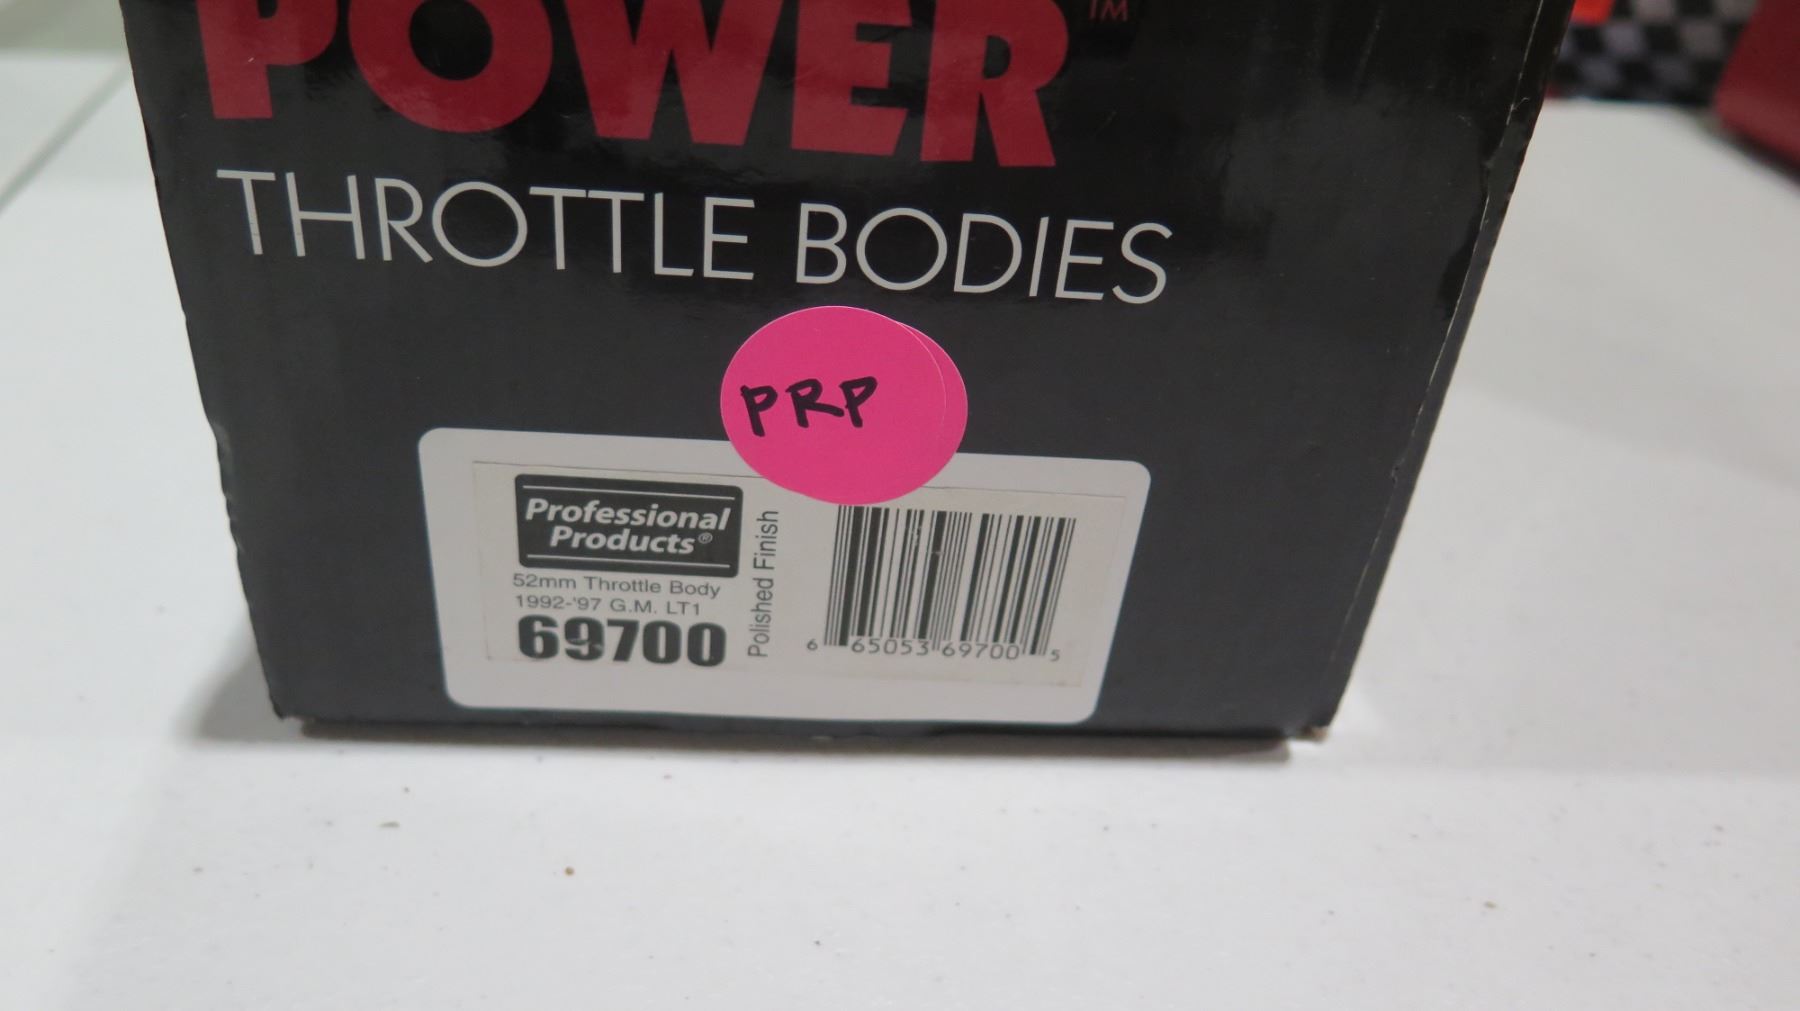 POWER™
THROTTLE BODIES
PRP
Professional
Products®
52mm Throttle Body
1992-'97 G.M. LT1
69700
Polished Finish
6 65053 69700 5